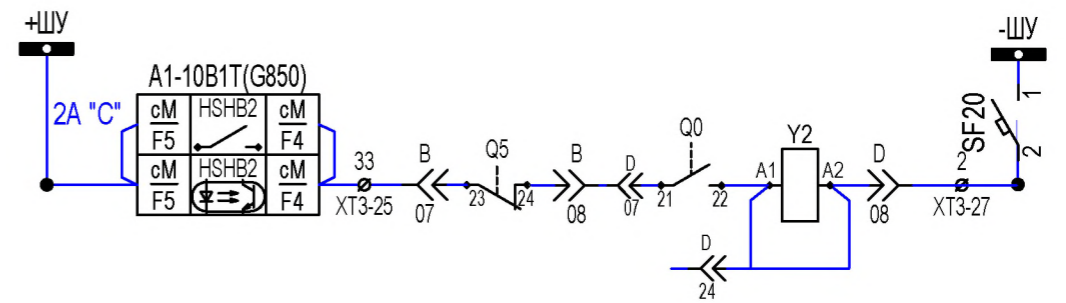 +ШУ
-ШУ
A1-10B1T(G850)
2A "C"
cM
F5
HSHB2
cM
F4
cM
F5
HSHB2
cM
F4
33
XT3-25
B
07
Q5
23
24
B
08
D
07
Q0
21
22
Y2
A1
A2
D
08
2
XT3-27
SF20
1
2
D
24